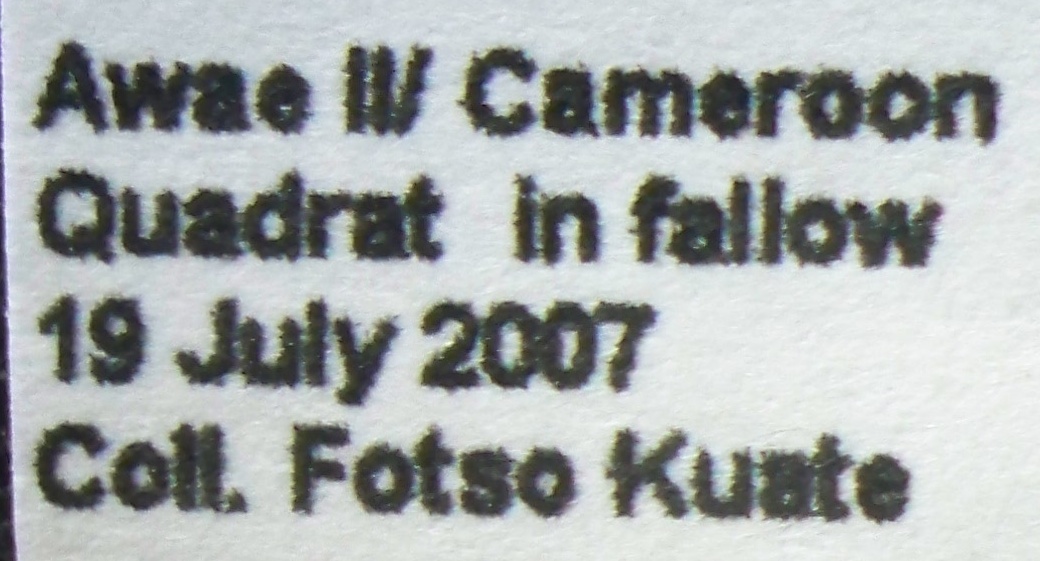 Awae II/ Cameroon
Quadrat in fallow
19 July 2007
Coll. Fotso Kuate